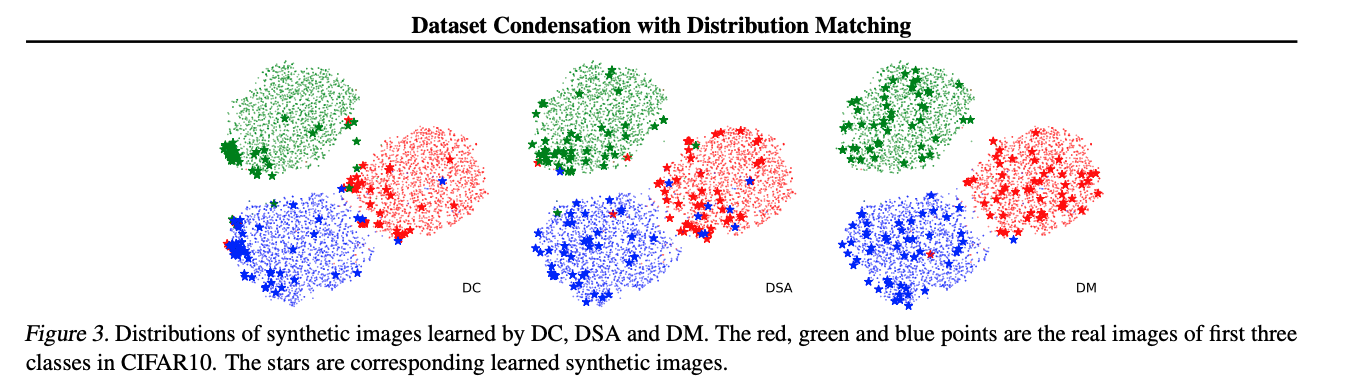 Dataset Condensation with Distribution Matching
DC
DSA
DM
Figure 3. Distributions of synthetic images learned by DC, DSA and DM. The red, green and blue points are the real images of first three
classes in CIFAR10. The stars are corresponding learned synthetic images.